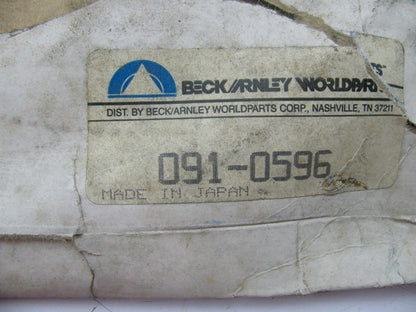 BECK/ARNLEY WORLDPARTS
DIST. BY BECK/ARNLEY WORLDPARTS CORP., NASHVILLE, TN 37211
091-0596
MADE IN JAPAN